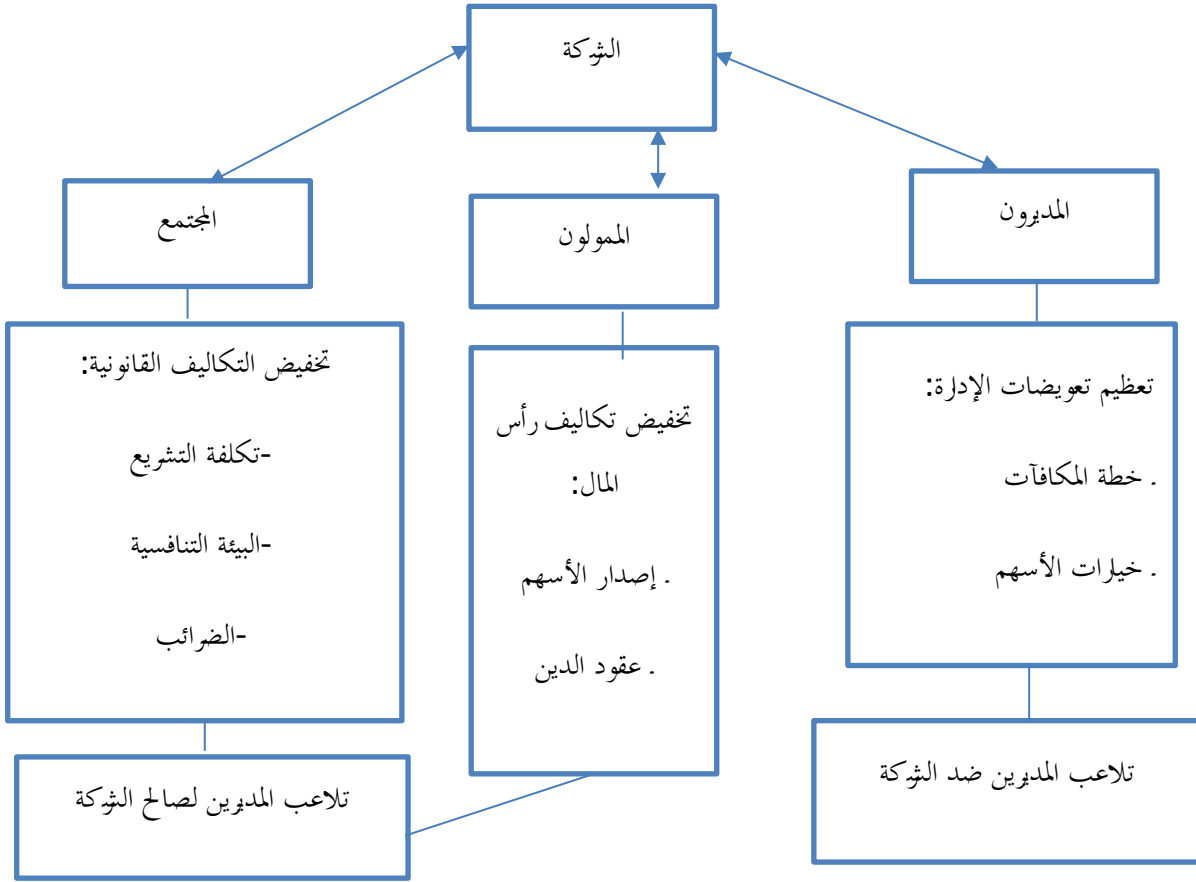 الشركة
المديرون
الممولون
المجتمع
تعظيم تعويضات الإدارة:
. خطة المكافآت
. خيارات الأسهم
تخفيض تكاليف رأس
المال:
. إصدار الأسهم
. عقود الدين
تخفيض التكاليف القانونية:
-تكلفة التشريع
-البيئة التنافسية
-الضرائب
تلاعب المديرين ضد الشركة
تلاعب المديرين لصالح الشركة